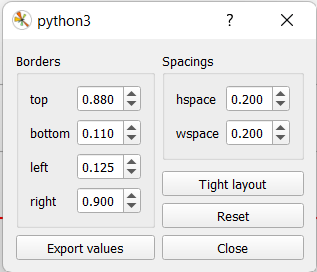 python3
?
Borders
Spacings
top 0.880
bottom 0.110
left 0.125
right 0.900
hspace 0.200
wspace 0.200
Tight layout
Reset
Export values
Close